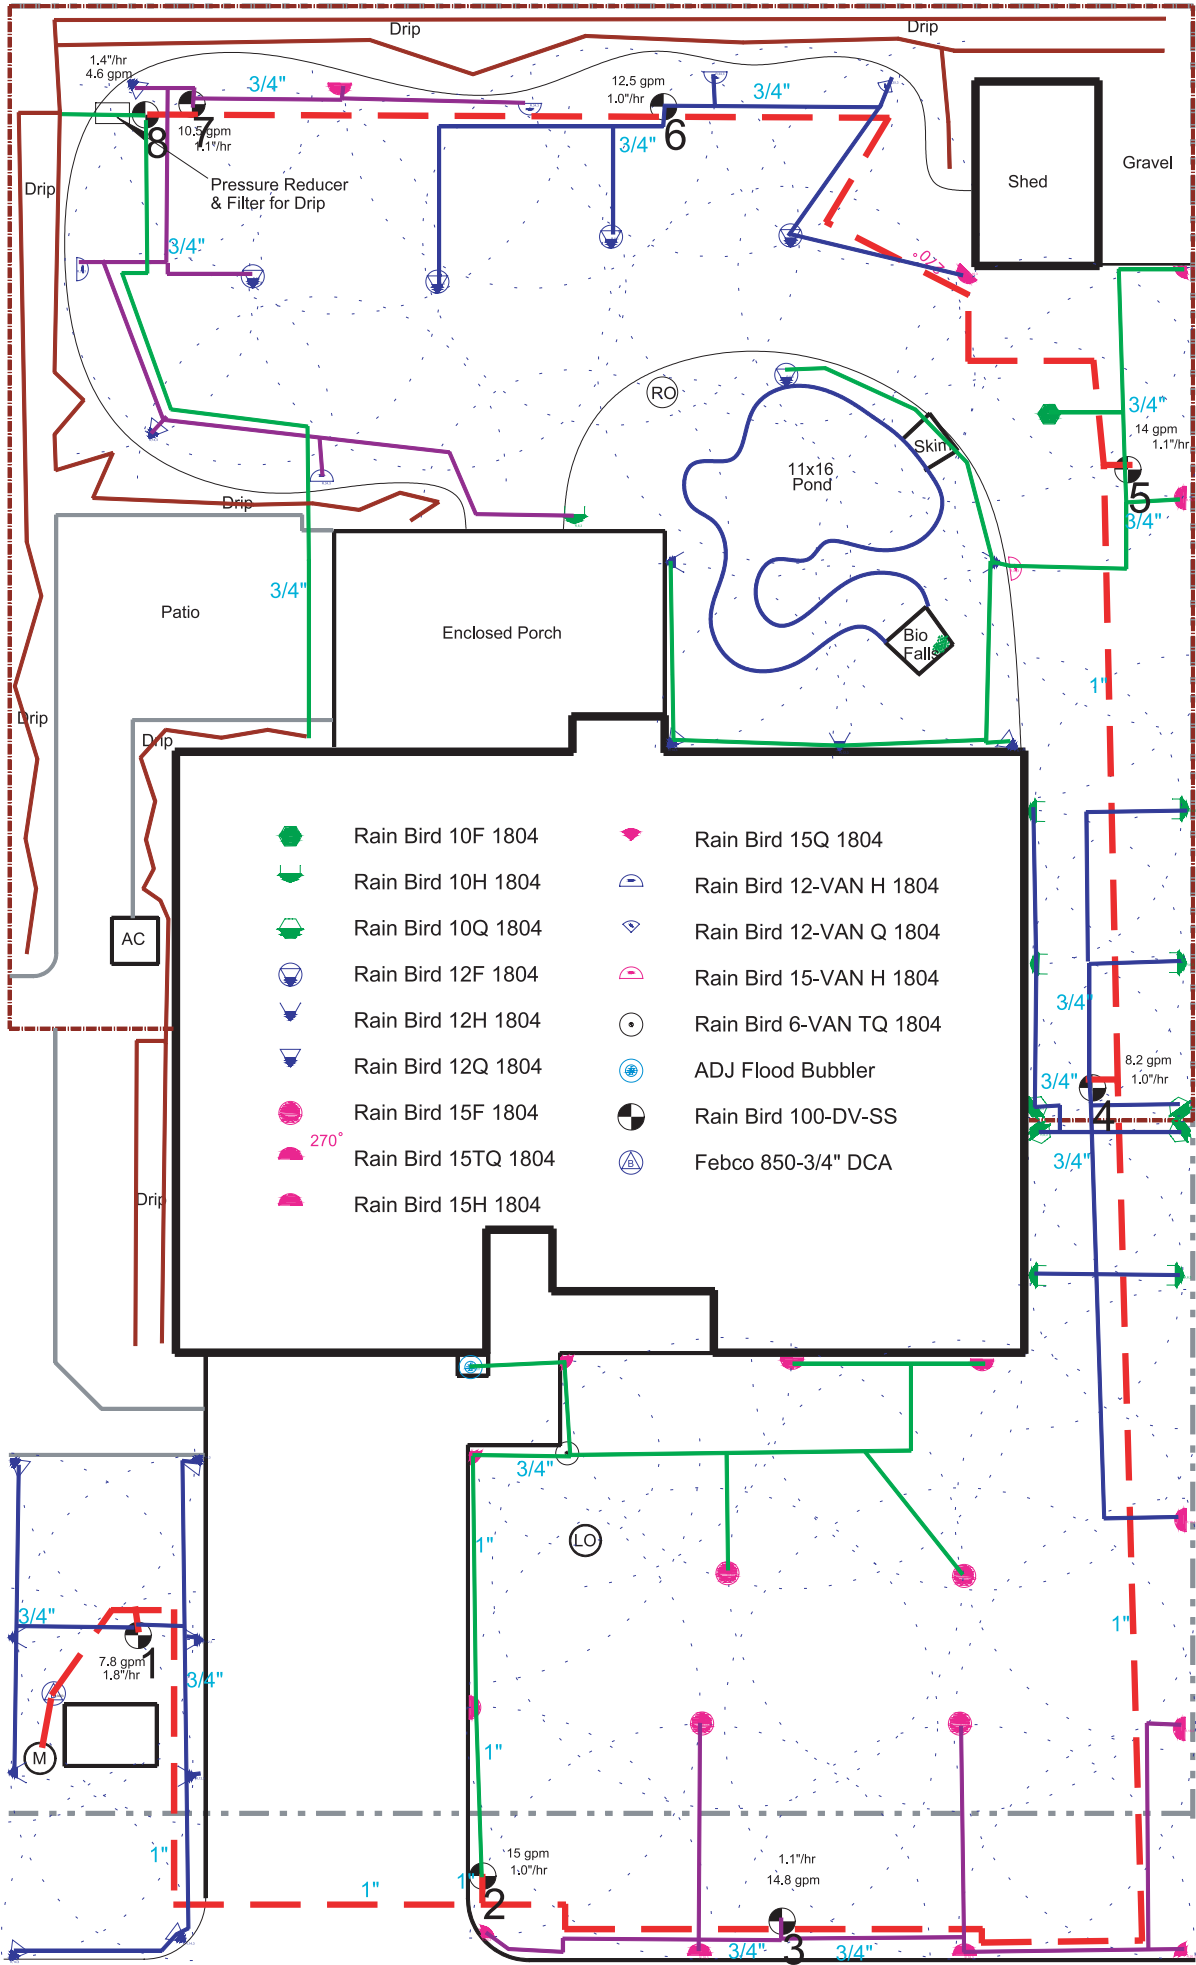 Drip
Drip
1.4"/hr
4.6 gpm
3/4"
12.5 gpm
1.0"/hr
3/4"
8
7
10.5 gpm
1.1"/hr
6
3/4"
Pressure Reducer
& Filter for Drip
Drip
Shed
Gravel
3/4"
270°
RO
3/4"
14 gpm
1.1"/hr
Skim
11x16
Pond
5
3/4"
Drip
3/4"
Patio
Enclosed Porch
Bio
Falls
1"
Drip
Drip
Rain Bird 10F 1804
Rain Bird 10H 1804
Rain Bird 10Q 1804
Rain Bird 12F 1804
Rain Bird 12H 1804
Rain Bird 12Q 1804
Rain Bird 15F 1804
270°
Rain Bird 15TQ 1804
Rain Bird 15H 1804
Rain Bird 15Q 1804
Rain Bird 12-VAN H 1804
Rain Bird 12-VAN Q 1804
Rain Bird 15-VAN H 1804
Rain Bird 6-VAN TQ 1804
ADJ Flood Bubbler
Rain Bird 100-DV-SS
B
Febco 850-3/4" DCA
AC
3/4"
3/4"
8.2 gpm
1.0"/hr
4
3/4"
Drip
3/4"
1"
LO
3/4"
1"
1
7.8 gpm
1.8"/hr
3/4"
M
1"
1"
1"
1"
2
15 gpm
1.0"/hr
1.1"/hr
14.8 gpm
3
3/4"
3/4"